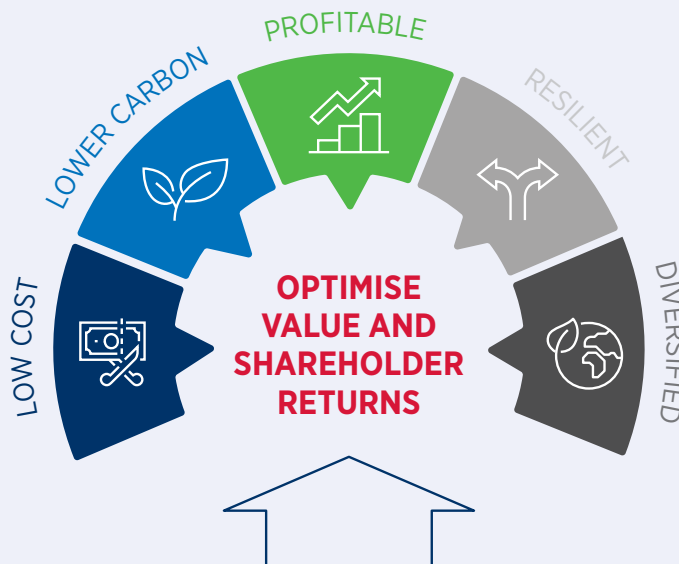 LOW COST
LOWER CARBON
PROFITABLE
RESILIENT
DIVERSIFIED
OPTIMISE
VALUE AND
SHAREHOLDER
RETURNS